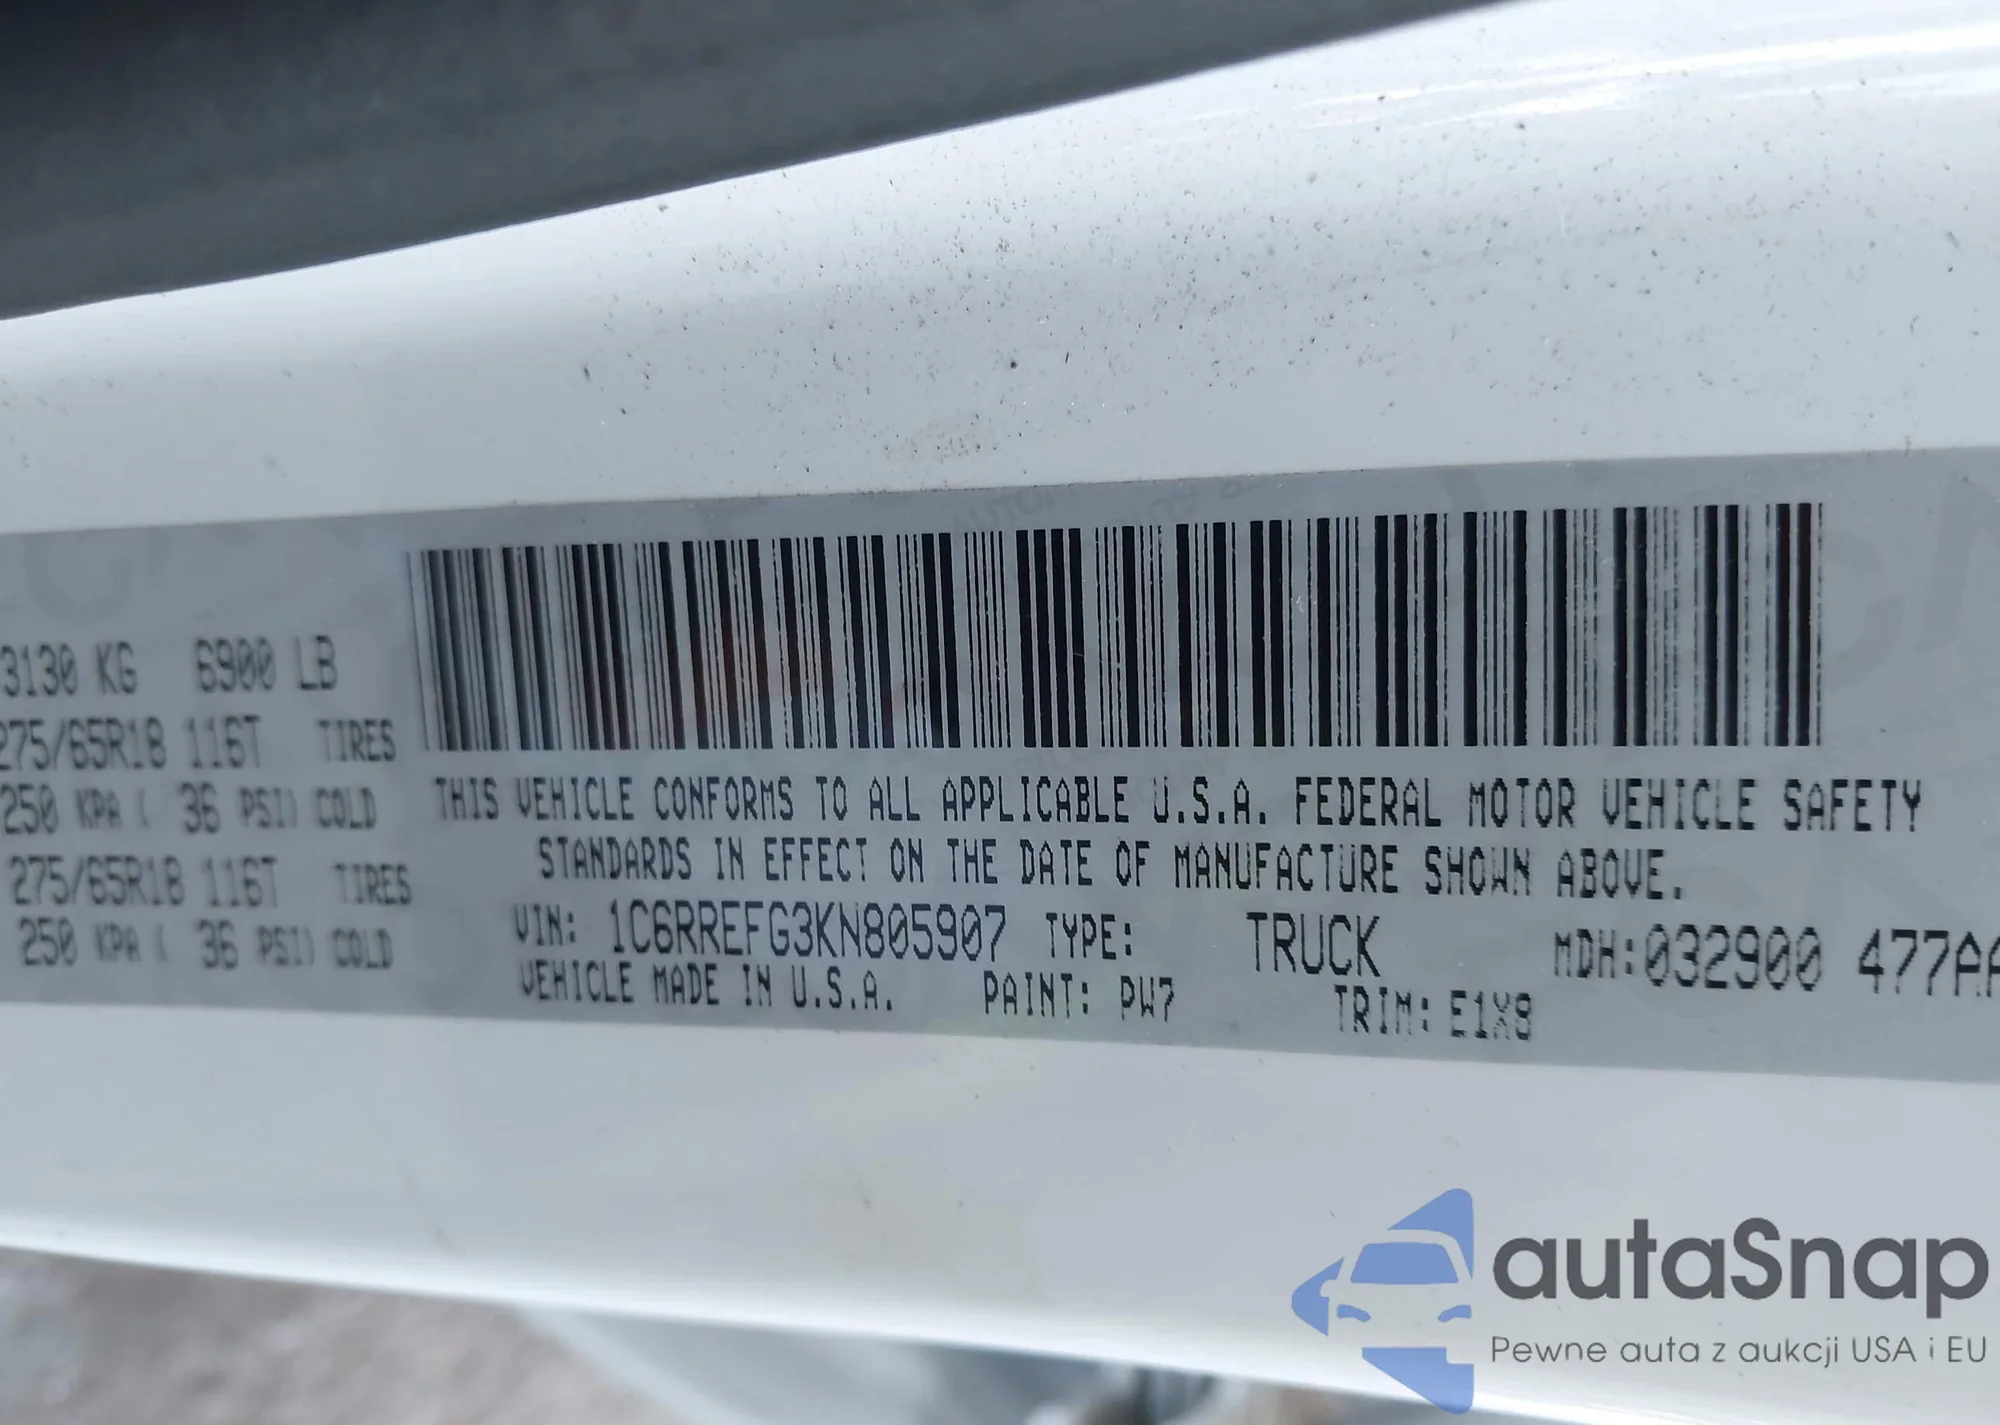 3130 KG 6900 LB
275/65R18 116T TIRES
250 KPA ( 36 PSI) COLD
275/65R18 116T TIRES
250 KPA ( 36 PSI) COLD
THIS VEHICLE CONFORMS TO ALL APPLICABLE U.S.A. FEDERAL MOTOR VEHICLE SAFETY
STANDARDS IN EFFECT ON THE DATE OF MANUFACTURE SHOWN ABOVE.
VIN: 1C6RREFG3KN805907 TYPE: TRUCK MDH:032900 477AA
VEHICLE MADE IN U.S.A. PAINT: PW7 TRIM: E1X8
autaSnap
Pewne auta z aukcji USA i EU